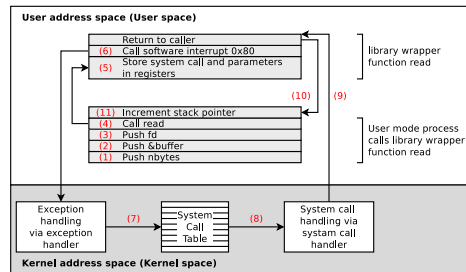 User address space (User space)
Return to caller
(6) Call software interrupt 0x80
(5) Store system call and parameters
in registers
library wrapper
function read
(10)
(9)
(11) Increment stack pointer
(4) Call read
(3) Push fd
(2) Push &buffer
(1) Push nbytes
User mode process
calls library wrapper
function read
Exception
handling
via exception
handler
(7)
System
Call
Table
(8)
System call
handling via
systam call
handler
Kernel address space (Kernel space)